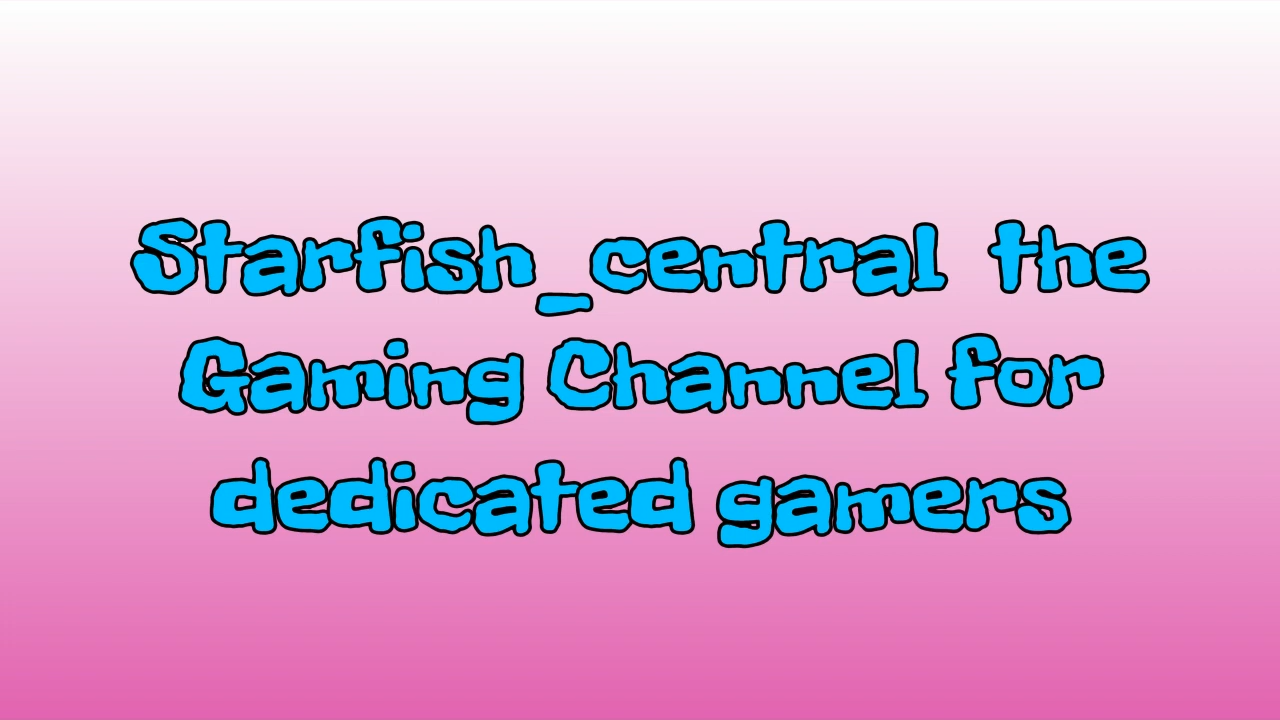 Starfish_central the
Gaming Channel for
dedicated gamers